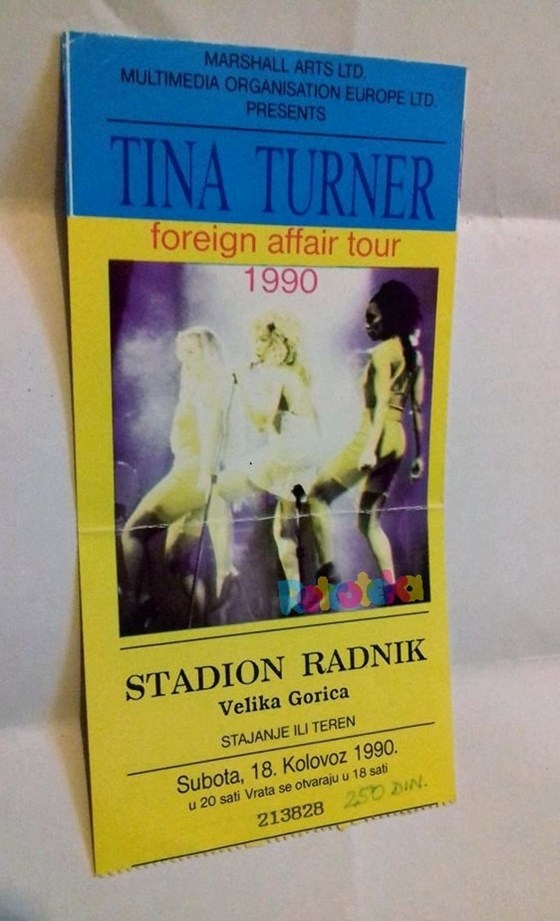 MARSHALL ARTS LTD.
MULTIMEDIA ORGANISATION EUROPE LTD.
PRESENTS
TINA TURNER
foreign affair tour
1990
Retroteka
STADION RADNIK
Velika Gorica
STAJANJE ILI TEREN
Subota, 18. Kolovoz 1990.
u 20 sati Vrata se otvaraju u 18 sati
213828 250 DIN.